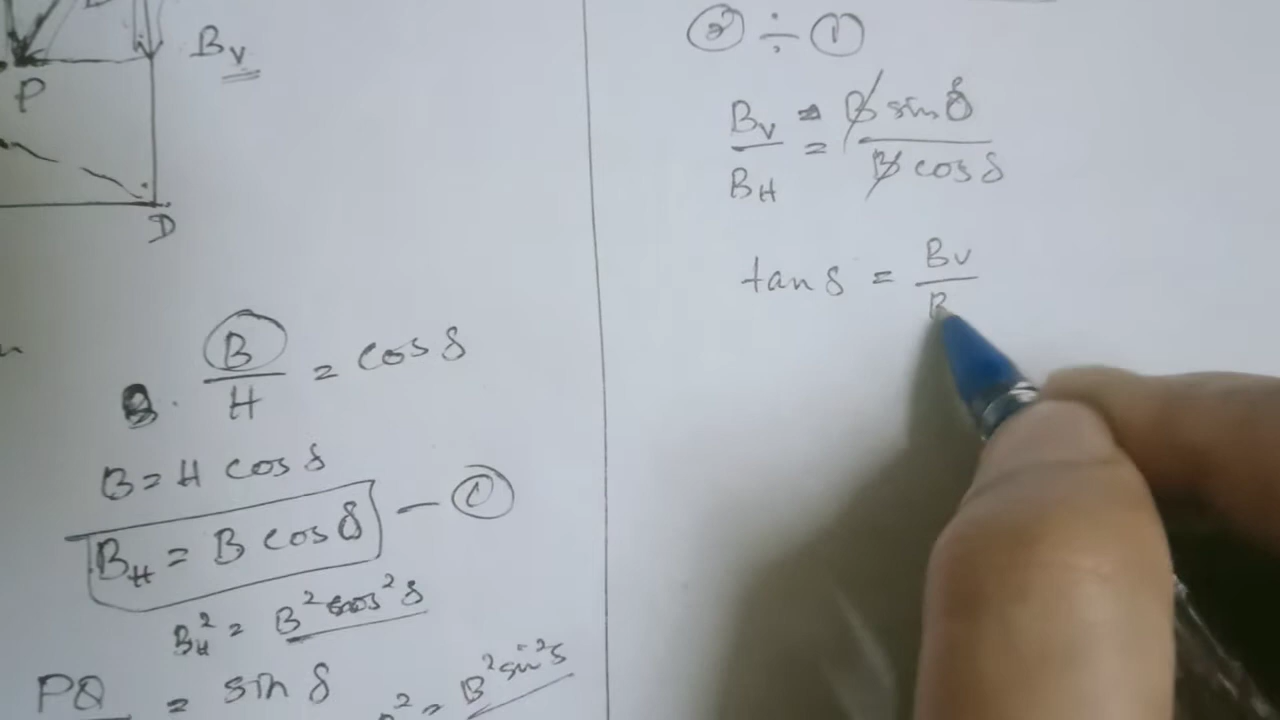 P
B_V
D
B/H = cos δ
B = H cos δ
B_H = B cos δ — ①
B_H² = B² cos² δ
PQ = sin δ
² = B² sin² δ
② ÷ ①
B_V/B_H = B sin δ/B cos δ
tan δ = B_V/B